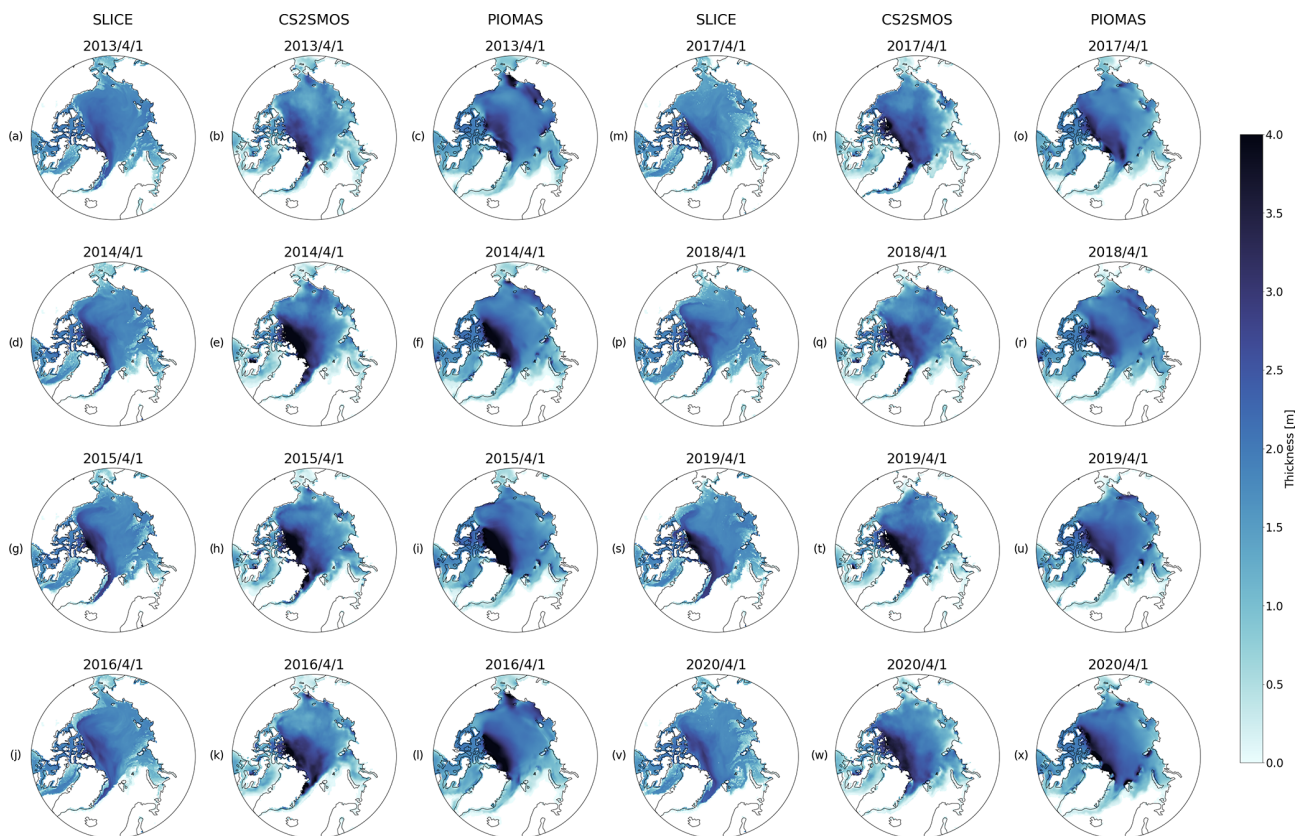 SLICE CS2SMOS PIOMAS SLICE CS2SMOS PIOMAS
2013/4/1 2013/4/1 2013/4/1 2017/4/1 2017/4/1 2017/4/1
(a) (b) (c) (m) (n) (o)
2014/4/1 2014/4/1 2014/4/1 2018/4/1 2018/4/1 2018/4/1
(d) (e) (f) (p) (q) (r)
2015/4/1 2015/4/1 2015/4/1 2019/4/1 2019/4/1 2019/4/1
(g) (h) (i) (s) (t) (u)
2016/4/1 2016/4/1 2016/4/1 2020/4/1 2020/4/1 2020/4/1
(j) (k) (l) (v) (w) (x)
4.0
3.5
3.0
2.5
2.0
1.5
1.0
0.5
0.0
Thickness [m]